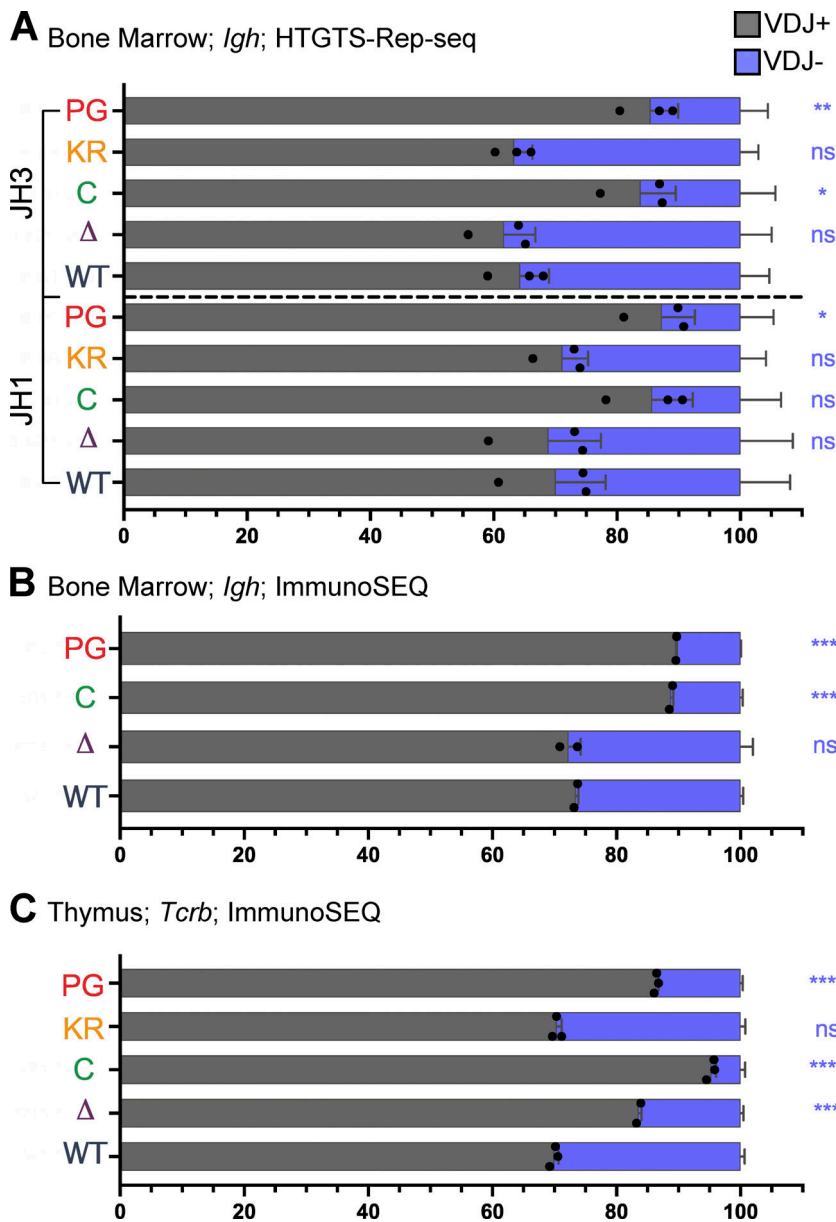 A Bone Marrow; Igh; HTGTS-Rep-seq
VDJ+
VDJ-
JH3
PG **
KR ns
C *
Δ ns
WT
JH1
PG *
KR ns
C ns
Δ ns
WT
0 20 40 60 80 100
B Bone Marrow; Igh; ImmunoSEQ
PG ***
C ***
Δ ns
WT
0 20 40 60 80 100
C Thymus; Tcrb; ImmunoSEQ
PG ***
KR ns
C ***
Δ ***
WT
0 20 40 60 80 100